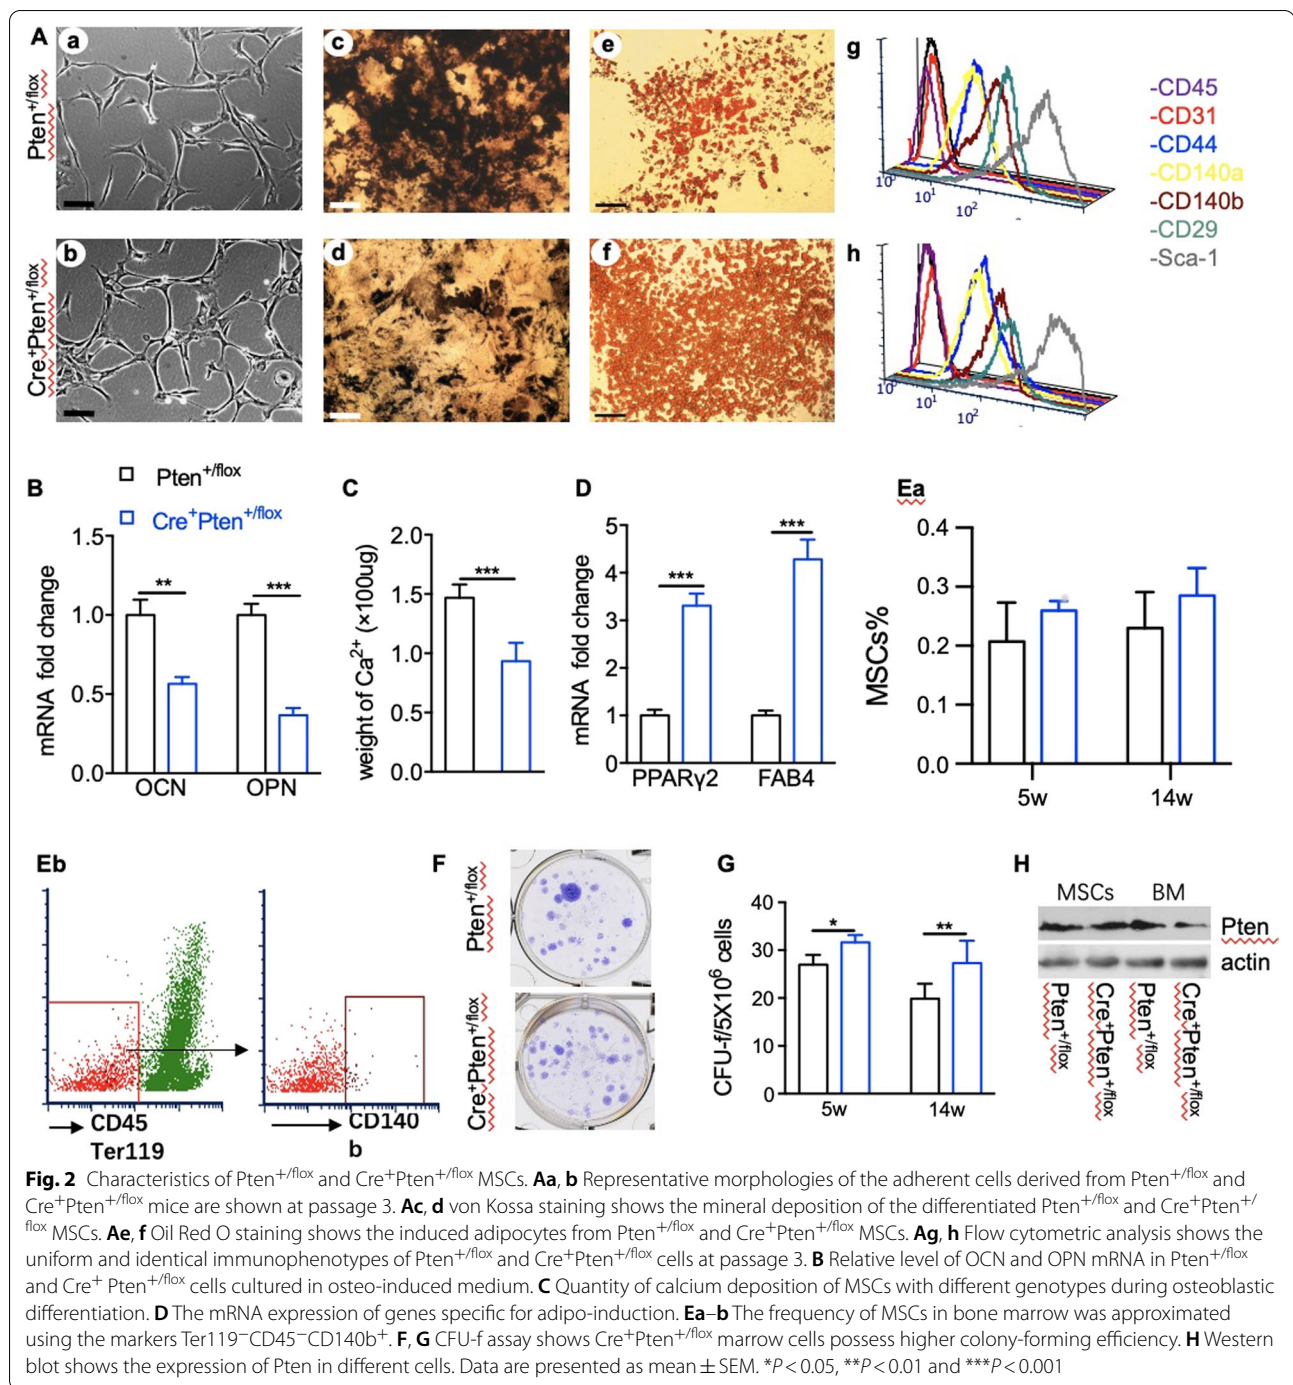 A
a
c
e
g
Pten+/flox
-CD45
-CD31
-CD44
-CD140a
-CD140b
-CD29
-Sca-1
10⁰
10¹
10²
b
d
f
h
Cre+Pten+/flox
10⁰
10¹
10²
B
Pten+/flox
Cre+Pten+/flox
mRNA fold change
1.5
1.0
0.5
0.0
**
***
OCN
OPN
C
weight of Ca2+ (×100ug)
2.0
1.5
1.0
0.5
0.0
***
D
mRNA fold change
5
4
3
2
1
0
***
***
PPARγ2
FAB4
Ea
MSCs%
0.4
0.3
0.2
0.1
0.0
5w
14w
Eb
CD45
Ter119
CD140
b
F
Pten+/flox
Cre+Pten+/flox
G
CFU-f/5X10⁶ cells
40
30
20
10
0
*
**
5w
14w
H
MSCs
BM
Pten
actin
Pten+/flox
Cre+Pten+/flox
Pten+/flox
Cre+Pten+/flox
Fig. 2 Characteristics of Pten+/flox and Cre+Pten+/flox MSCs. Aa, b Representative morphologies of the adherent cells derived from Pten+/flox and
Cre+Pten+/flox mice are shown at passage 3. Ac, d von Kossa staining shows the mineral deposition of the differentiated Pten+/flox and Cre+Pten+/
flox MSCs. Ae, f Oil Red O staining shows the induced adipocytes from Pten+/flox and Cre+Pten+/flox MSCs. Ag, h Flow cytometric analysis shows the
uniform and identical immunophenotypes of Pten+/flox and Cre+Pten+/flox cells at passage 3. B Relative level of OCN and OPN mRNA in Pten+/flox
and Cre+ Pten+/flox cells cultured in osteo-induced medium. C Quantity of calcium deposition of MSCs with different genotypes during osteoblastic
differentiation. D The mRNA expression of genes specific for adipo-induction. Ea–b The frequency of MSCs in bone marrow was approximated
using the markers Ter119−CD45−CD140b+. F, G CFU-f assay shows Cre+Pten+/flox marrow cells possess higher colony-forming efficiency. H Western
blot shows the expression of Pten in different cells. Data are presented as mean ± SEM. *P < 0.05, **P < 0.01 and ***P < 0.001